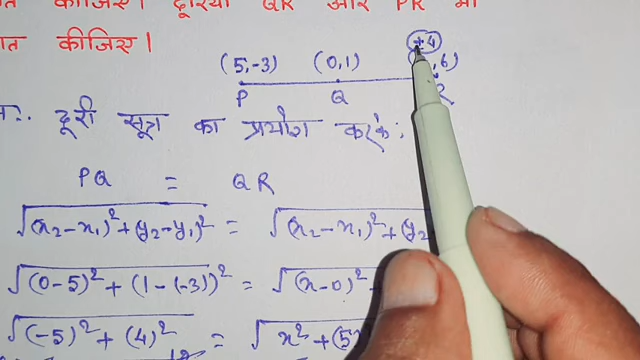 कीजिए। दूरियाँ QR और PR भी
कीजिए।
+4
(5,-3) (0,1) ,6)
P Q R
दूरी सूत्र का प्रयोग करके:
PQ = QR
√(x₂-x₁)²+(y₂-y₁)² = √(x₂-x₁)²+(y₂
√(0-5)²+(1-(-3))² = √(x-0)²
√(-5)²+(4)² = √x²+(5